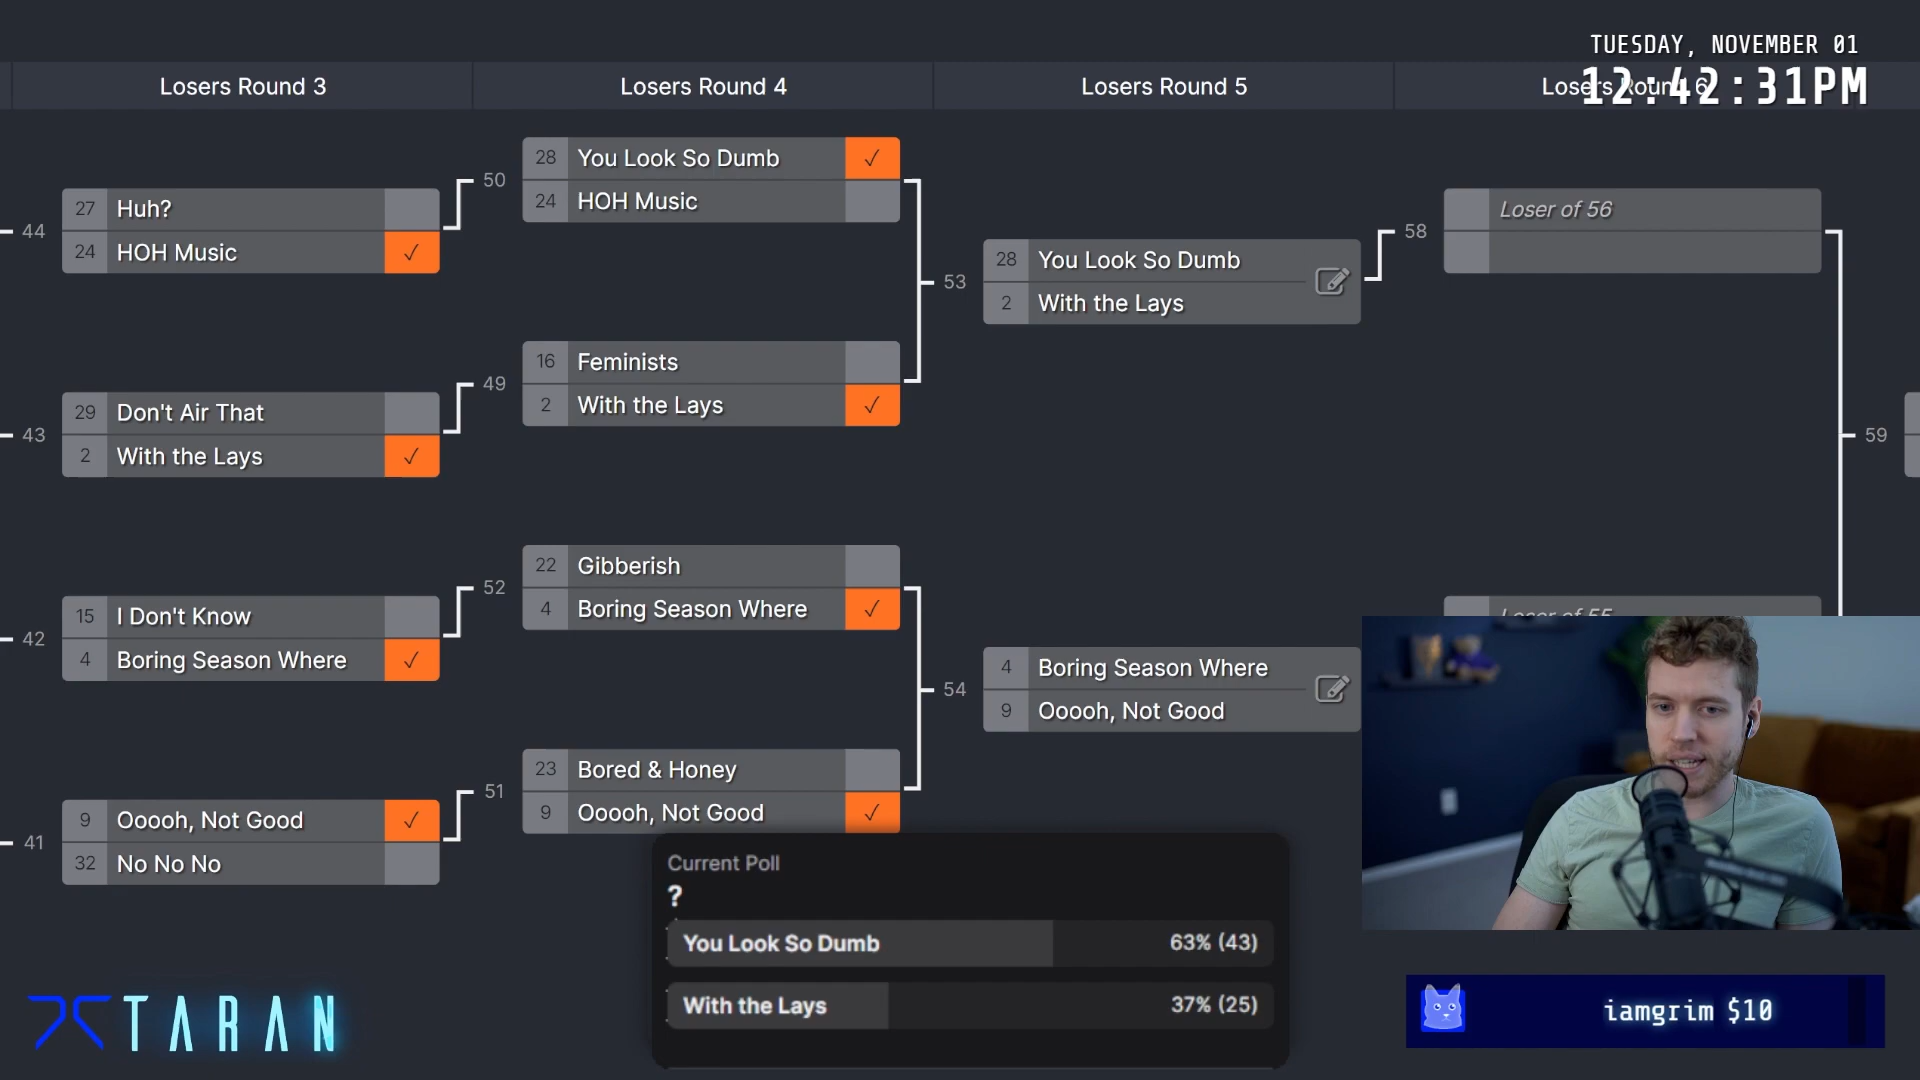 TUESDAY, NOVEMBER 01
12:42:31PM
Losers Round 3
Losers Round 4
Losers Round 5
Losers Round 6
44
27 Huh?
24 HOH Music ✓
43
29 Don't Air That
2 With the Lays ✓
42
15 I Don't Know
4 Boring Season Where ✓
41
9 Ooooh, Not Good ✓
32 No No No
50
28 You Look So Dumb ✓
24 HOH Music
49
16 Feminists
2 With the Lays ✓
52
22 Gibberish
4 Boring Season Where ✓
51
23 Bored & Honey
9 Ooooh, Not Good ✓
53
28 You Look So Dumb
2 With the Lays
54
4 Boring Season Where
9 Ooooh, Not Good
58
Loser of 56
Loser of 55
59
Current Poll
?
You Look So Dumb 63% (43)
With the Lays 37% (25)
TARAN
iamgrim $10